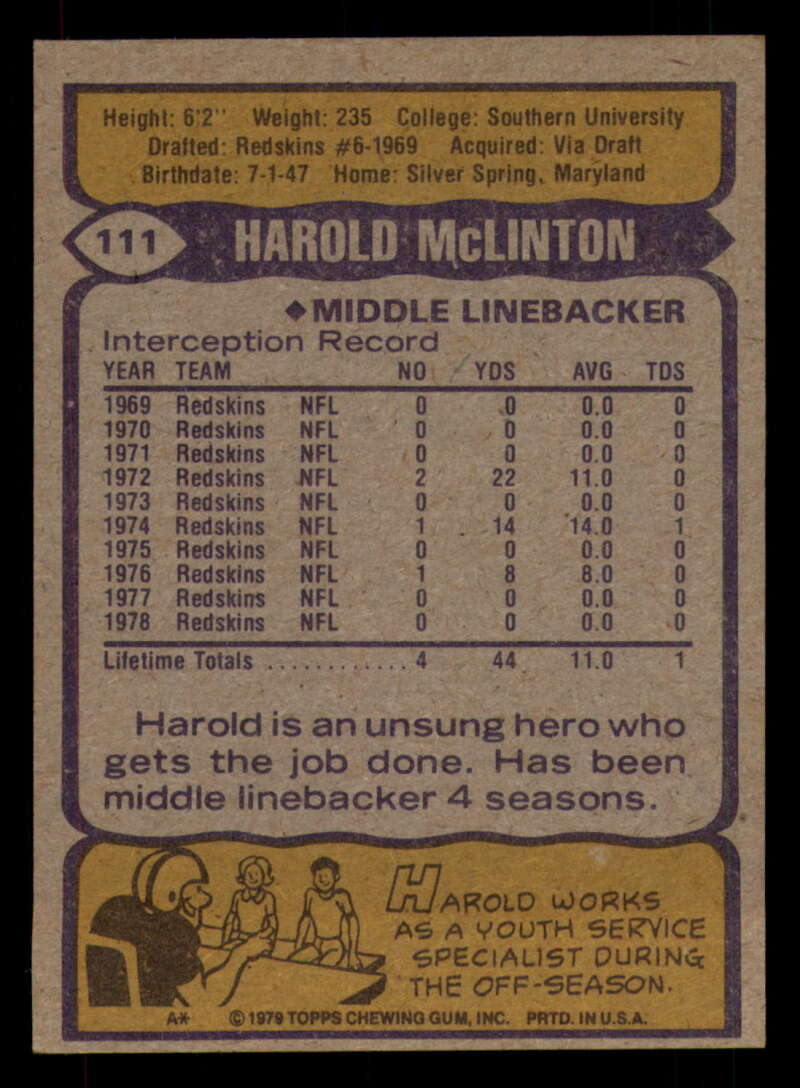 Height: 6'2" Weight: 235 College: Southern University
Drafted: Redskins #6-1969 Acquired: Via Draft
Birthdate: 7-1-47 Home: Silver Spring, Maryland
111 HAROLD McLINTON
◆MIDDLE LINEBACKER
Interception Record
YEAR TEAM NO YDS AVG TDS
1969 Redskins NFL 0 0 0.0 0
1970 Redskins NFL 0 0 0.0 0
1971 Redskins NFL 0 0 0.0 0
1972 Redskins NFL 2 22 11.0 0
1973 Redskins NFL 0 0 0.0 0
1974 Redskins NFL 1 14 14.0 1
1975 Redskins NFL 0 0 0.0 0
1976 Redskins NFL 1 8 8.0 0
1977 Redskins NFL 0 0 0.0 0
1978 Redskins NFL 0 0 0.0 0
Lifetime Totals ............ 4 44 11.0 1
Harold is an unsung hero who
gets the job done. Has been
middle linebacker 4 seasons.
HAROLD WORKS
AS A YOUTH SERVICE
SPECIALIST DURING
THE OFF-SEASON.
A* © 1979 TOPPS CHEWING GUM, INC. PRTD. IN U.S.A.